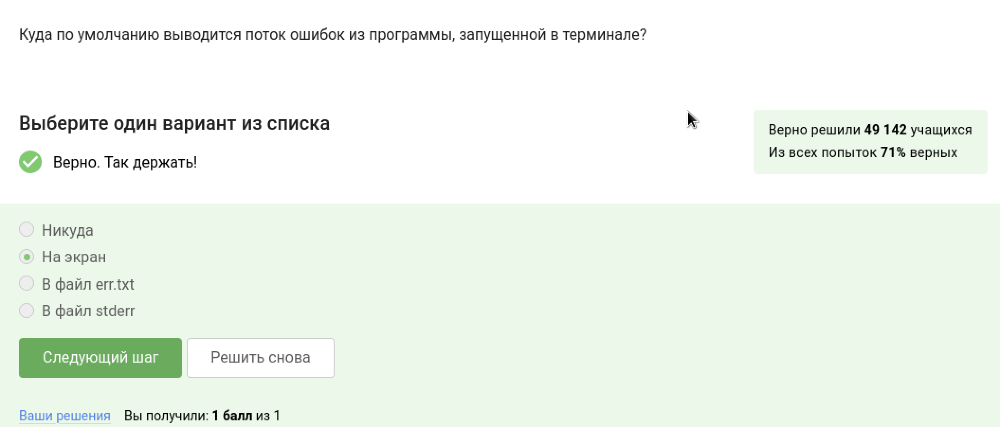 Куда по умолчанию выводится поток ошибок из программы, запущенной в терминале?
Выберите один вариант из списка
Верно. Так держать!
Верно решили 49 142 учащихся
Из всех попыток 71% верных
Никуда
На экран
В файл err.txt
В файл stderr
Следующий шаг
Решить снова
Ваши решения Вы получили: 1 балл из 1